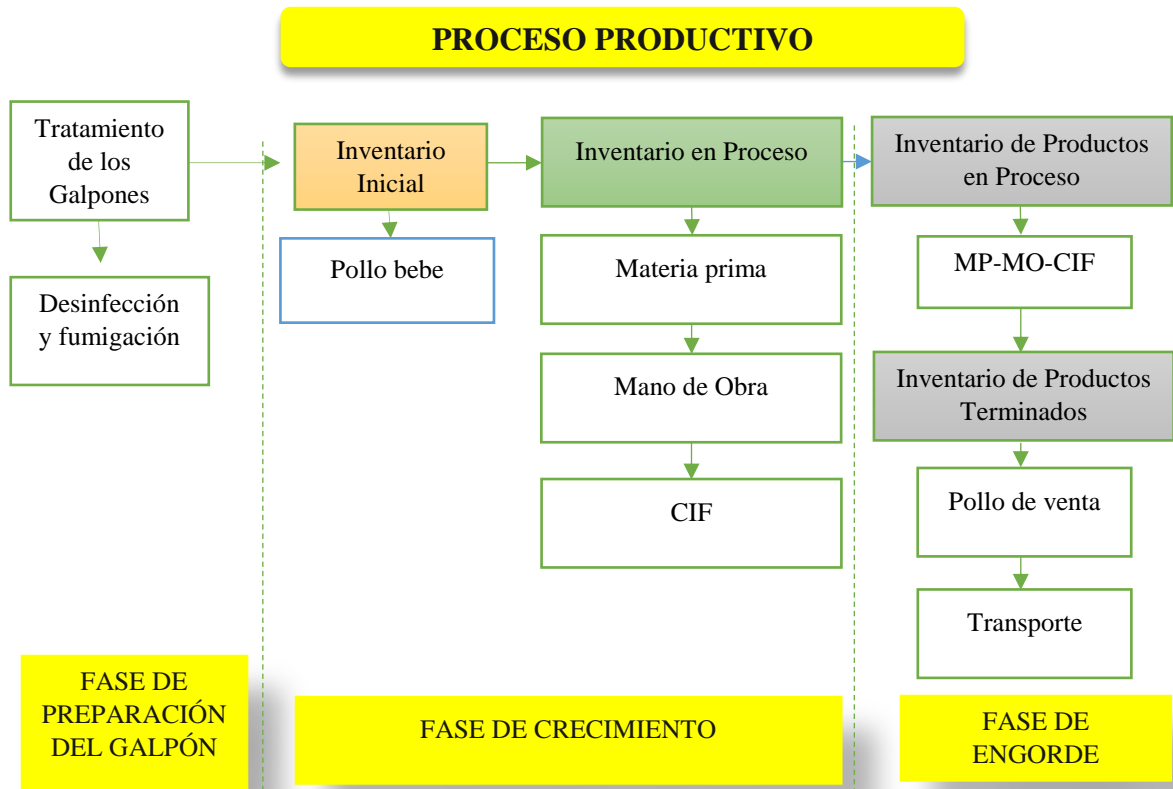 PROCESO PRODUCTIVO
Tratamiento
de los
Galpones
Desinfección
y fumigación
Inventario
Inicial
Pollo bebe
Inventario en Proceso
Materia prima
Mano de Obra
CIF
Inventario de Productos
en Proceso
MP-MO-CIF
Inventario de Productos
Terminados
Pollo de venta
Transporte
FASE DE
PREPARACIÓN
DEL GALPÓN
FASE DE CRECIMIENTO
FASE DE
ENGORDE